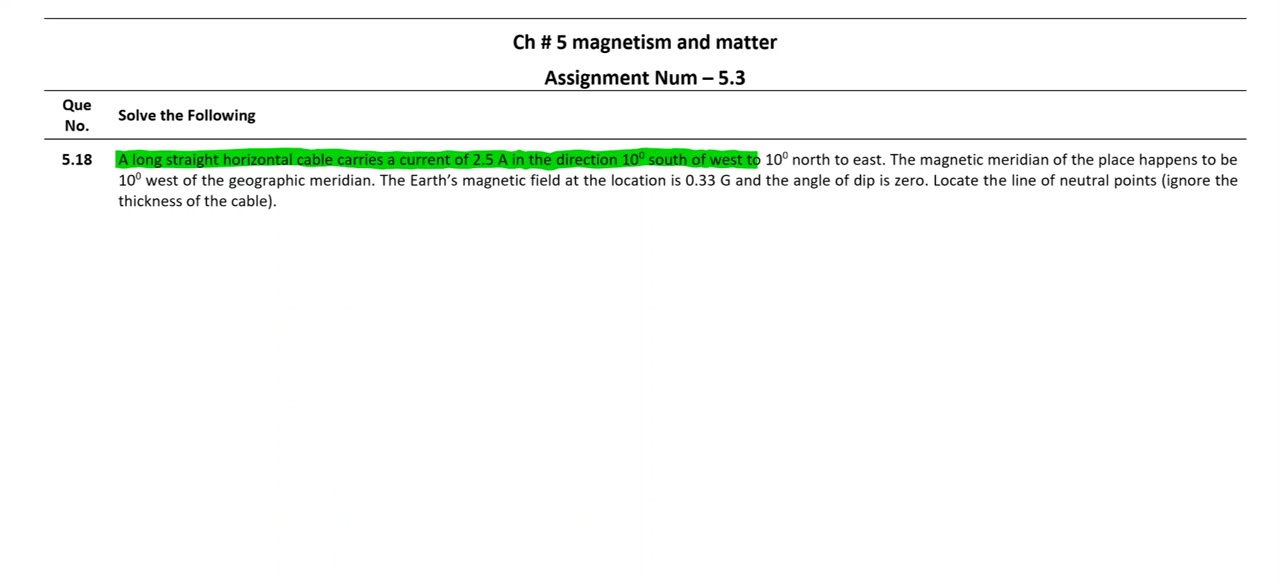 Ch # 5 magnetism and matter
Assignment Num – 5.3
Que No. Solve the Following
5.18 A long straight horizontal cable carries a current of 2.5 A in the direction 10⁰ south of west to 10⁰ north to east. The magnetic meridian of the place happens to be
10⁰ west of the geographic meridian. The Earth’s magnetic field at the location is 0.33 G and the angle of dip is zero. Locate the line of neutral points (ignore the
thickness of the cable).